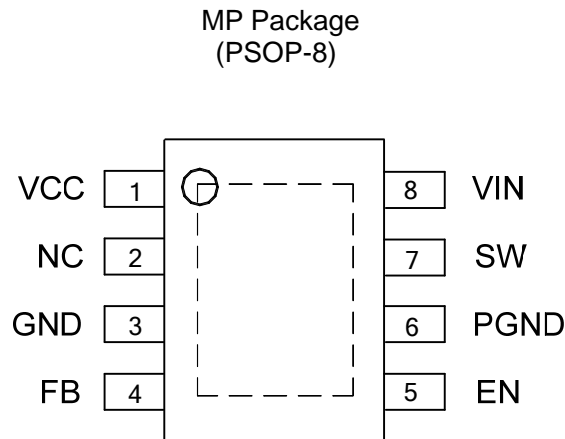 MP Package
(PSOP-8)
VCC 1 8 VIN
NC 2 7 SW
GND 3 6 PGND
FB 4 5 EN